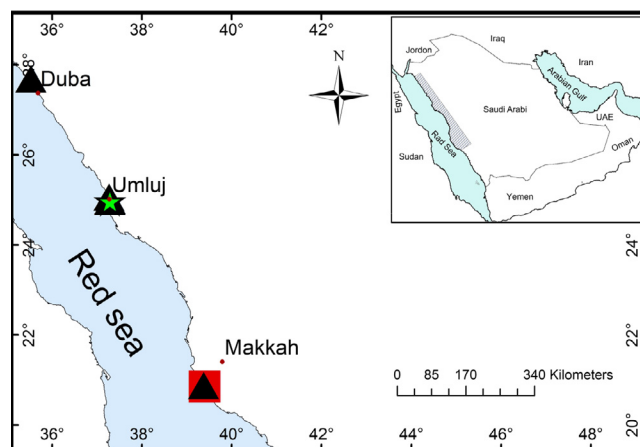 36° 38° 40° 42°
28°
26°
24°
22°
Duba
Umluj
Red sea
Makkah
N
Iraq
Jordon
Iran
Egypt
Arabian Gulf
Saudi Arabi
UAE
Rad Sea
Oman
Sudan
Yemen
0 85 170 340 Kilometers
24°
22°
20°
36° 38° 40° 42° 44° 46°